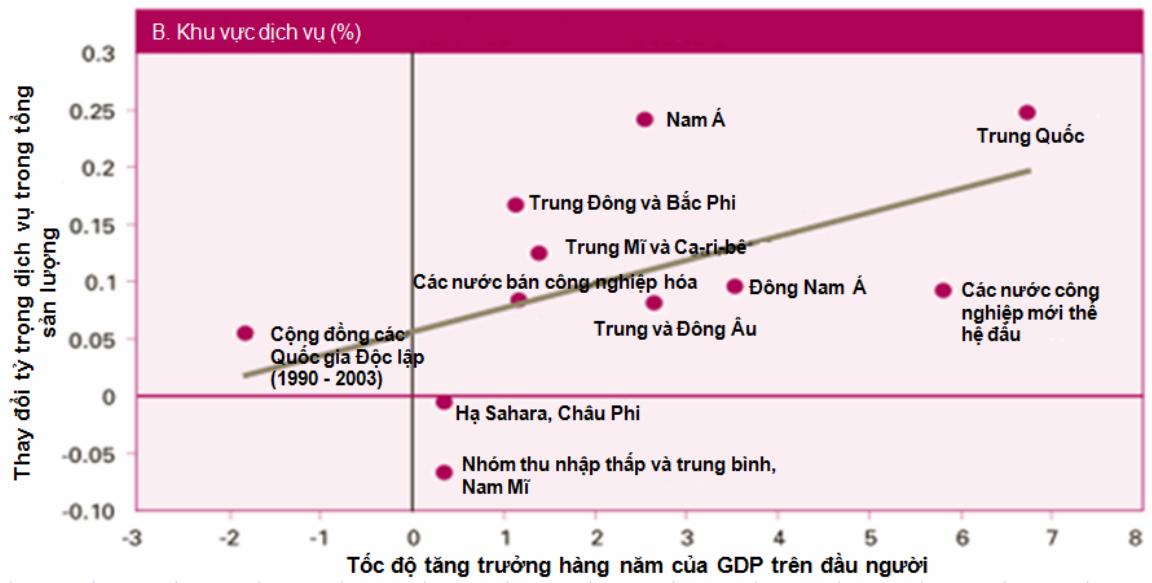 B. Khu vực dịch vụ (%)
Thay đổi tỷ trọng dịch vụ trong tổng
sản lượng
0.3
0.25
0.2
0.15
0.1
0.05
0
-0.05
-0.10
Nam Á
Trung Quốc
Trung Đông và Bắc Phi
Trung Mĩ và Ca-ri-bê
Các nước bán công nghiệp hóa
Đông Nam Á
Các nước công
nghiệp mới thế
hệ đầu
Trung và Đông Âu
Cộng đồng các
Quốc gia Độc lập
(1990 - 2003)
Hạ Sahara, Châu Phi
Nhóm thu nhập thấp và trung bình,
Nam Mĩ
-3 -2 -1 0 1 2 3 4 5 6 7 8
Tốc độ tăng trưởng hàng năm của GDP trên đầu người